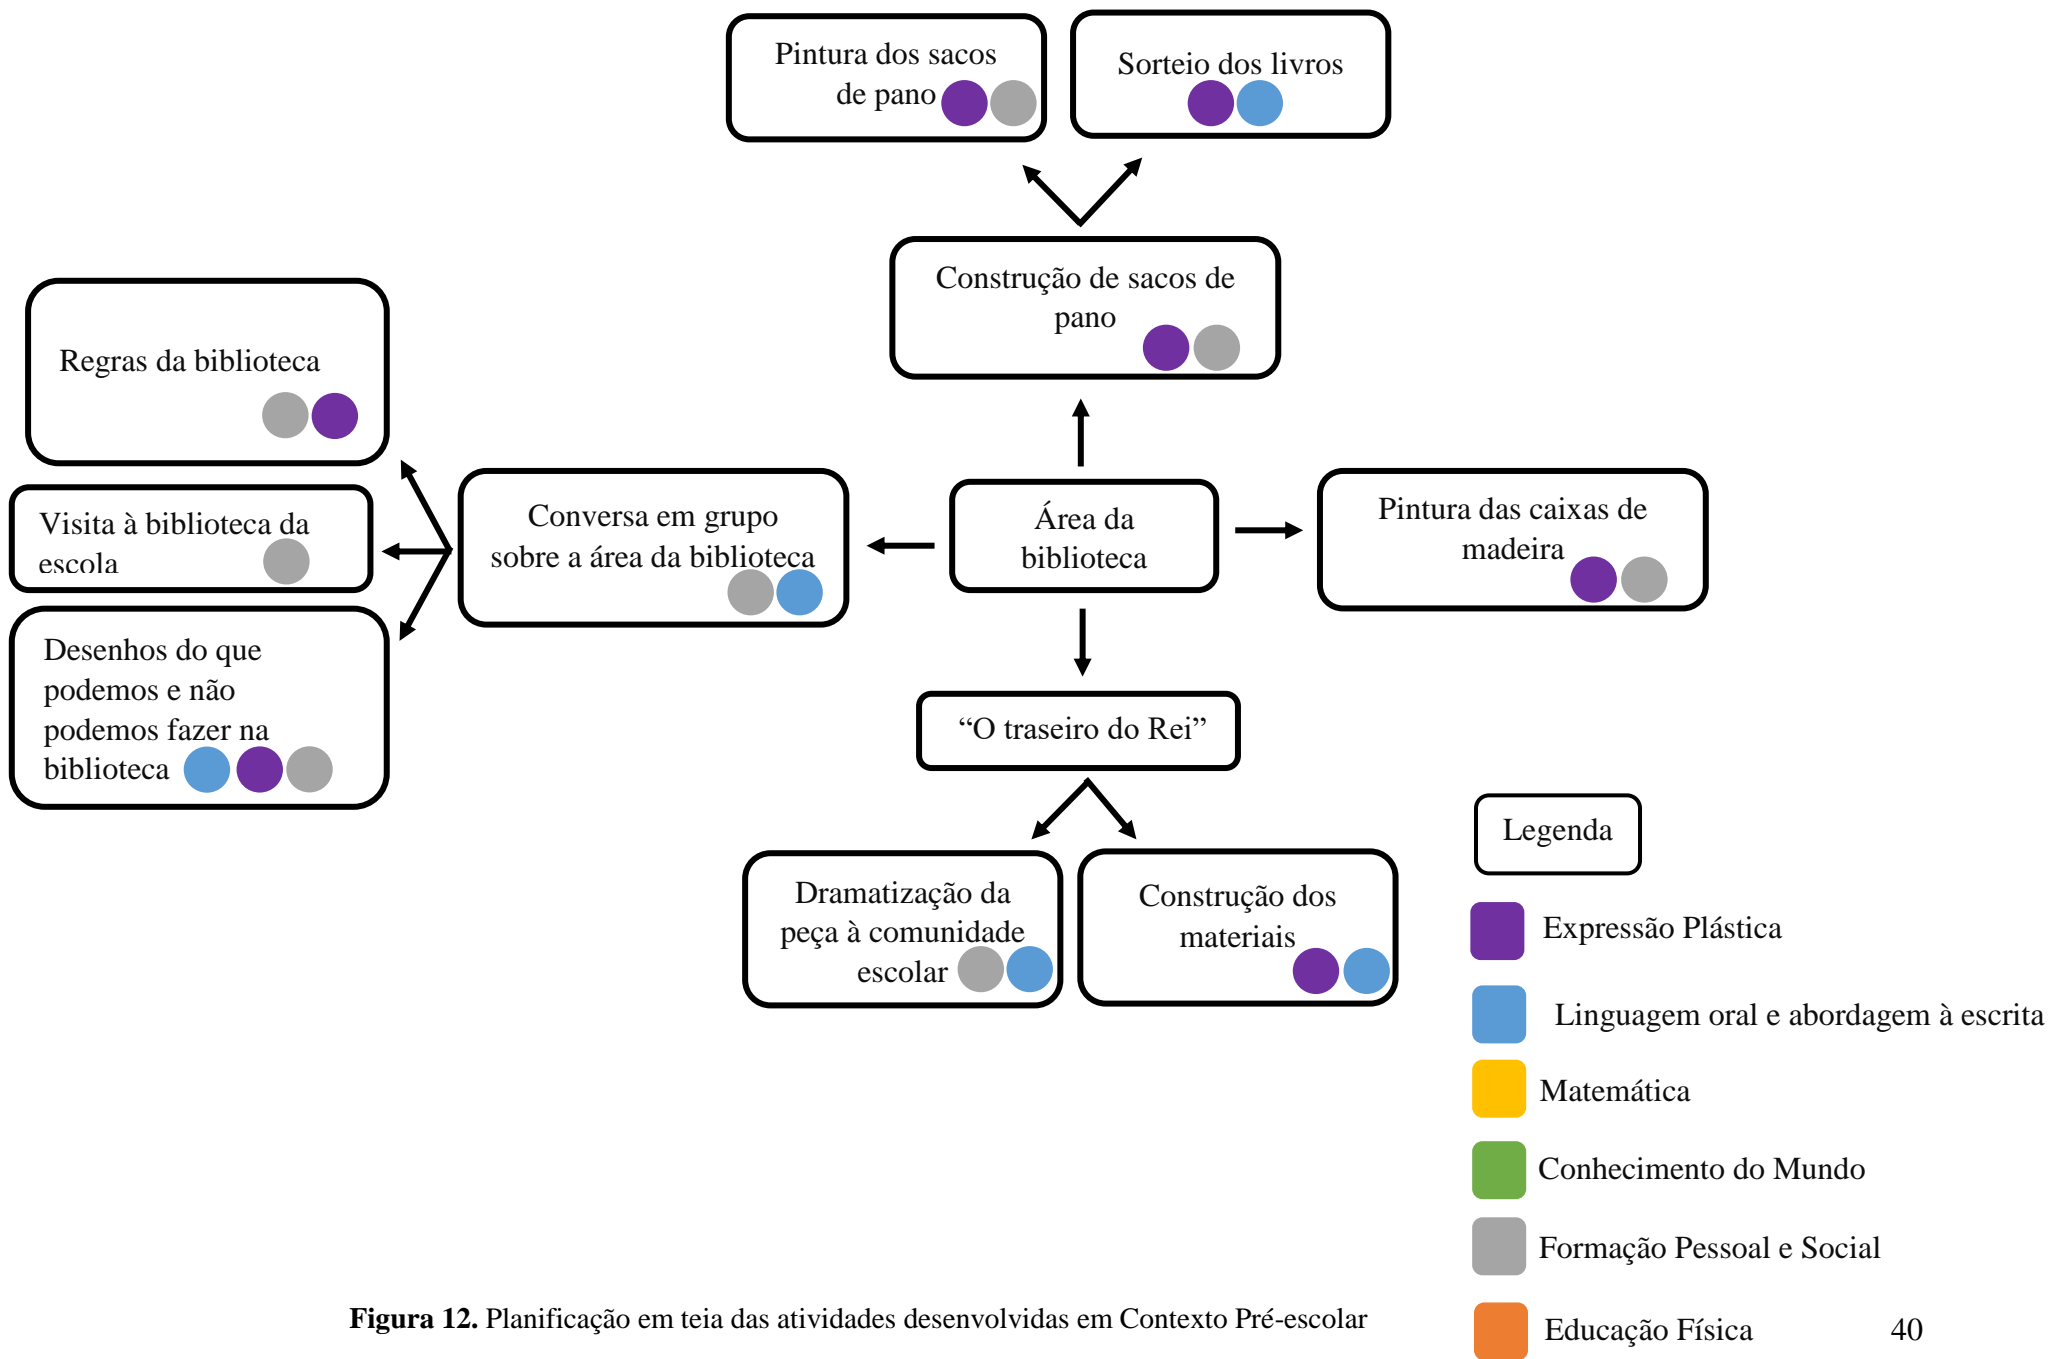 Pintura dos sacos
de pano
Sorteio dos livros
Construção de sacos de
pano
Regras da biblioteca
Visita à biblioteca da
escola
Desenhos do que
podemos e não
podemos fazer na
biblioteca
Conversa em grupo
sobre a área da biblioteca
Área da
biblioteca
Pintura das caixas de
madeira
“O traseiro do Rei”
Dramatização da
peça à comunidade
escolar
Construção dos
materiais
Legenda
Expressão Plástica
Linguagem oral e abordagem à escrita
Matemática
Conhecimento do Mundo
Formação Pessoal e Social
Educação Física
Figura 12. Planificação em teia das atividades desenvolvidas em Contexto Pré-escolar
40